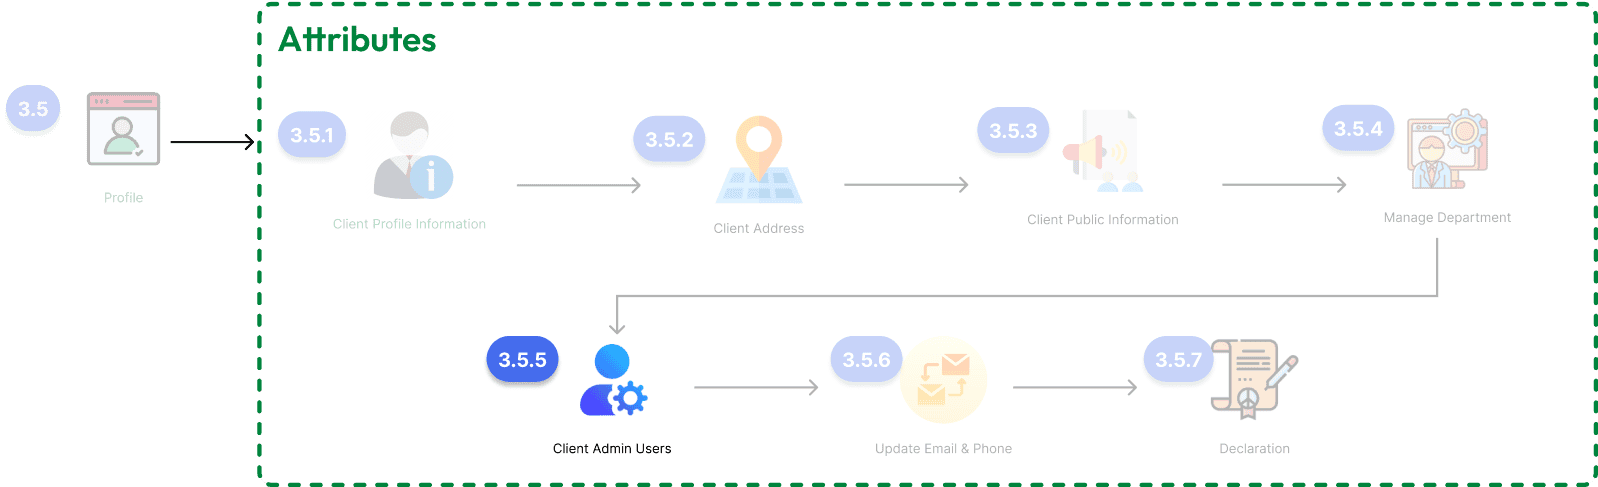 Attributes
3.5
Profile
3.5.1
Client Profile Information
3.5.2
Client Address
3.5.3
Client Public Information
3.5.4
Manage Department
3.5.5
Client Admin Users
3.5.6
Update Email & Phone
3.5.7
Declaration